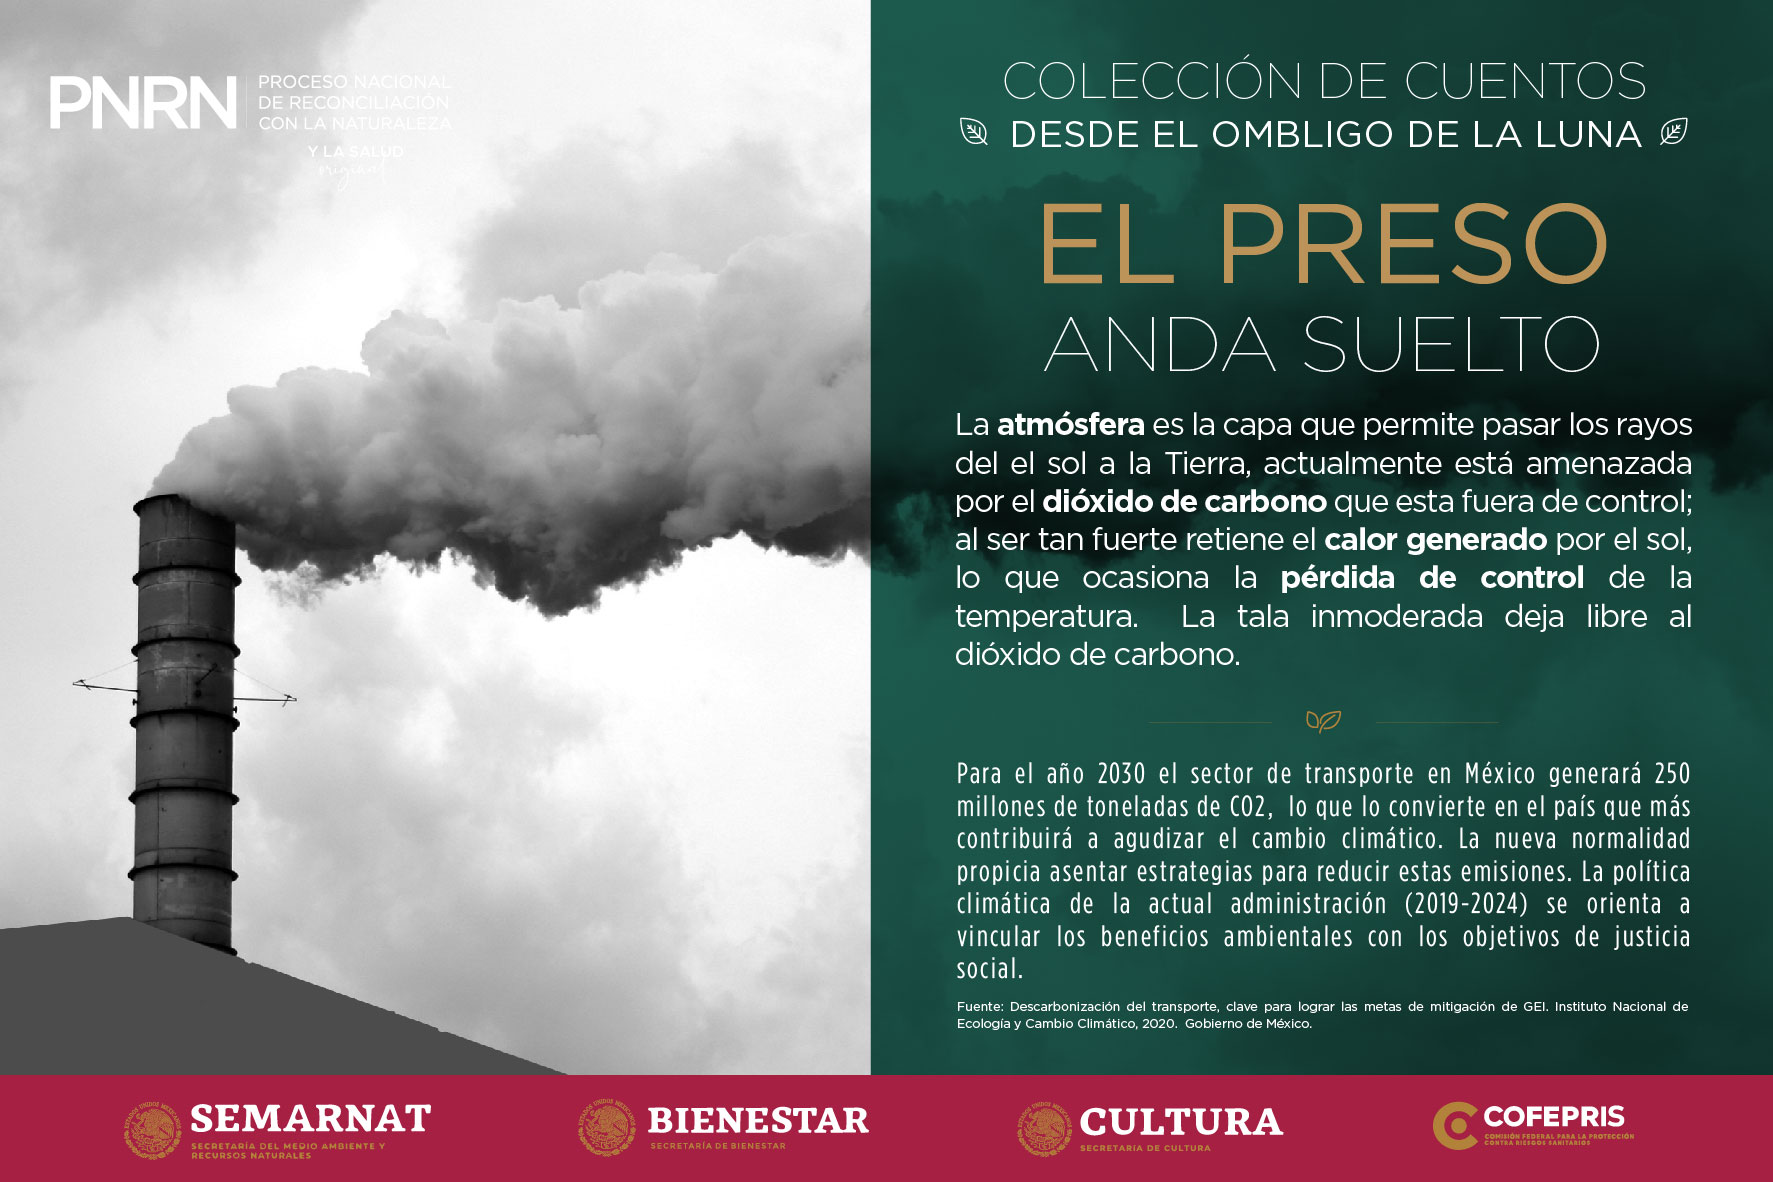 PNRN
PROCESO NACIONAL
DE RECONCILIACIÓN
CON LA NATURALEZA
Y LA SALUD
original
COLECCIÓN DE CUENTOS
DESDE EL OMBLIGO DE LA LUNA
EL PRESO
ANDA SUELTO
La atmósfera es la capa que permite pasar los rayos
del el sol a la Tierra, actualmente está amenazada
por el dióxido de carbono que esta fuera de control;
al ser tan fuerte retiene el calor generado por el sol,
lo que ocasiona la pérdida de control de la
temperatura. La tala inmoderada deja libre al
dióxido de carbono.
Para el año 2030 el sector de transporte en México generará 250
millones de toneladas de CO2, lo que lo convierte en el país que más
contribuirá a agudizar el cambio climático. La nueva normalidad
propicia asentar estrategias para reducir estas emisiones. La política
climática de la actual administración (2019-2024) se orienta a
vincular los beneficios ambientales con los objetivos de justicia
social.
Fuente: Descarbonización del transporte, clave para lograr las metas de mitigación de GEI. Instituto Nacional de
Ecología y Cambio Climático, 2020. Gobierno de México.
SEMARNAT
SECRETARÍA DEL MEDIO AMBIENTE Y
RECURSOS NATURALES
BIENESTAR
SECRETARÍA DE BIENESTAR
CULTURA
SECRETARÍA DE CULTURA
COFEPRIS
COMISIÓN FEDERAL PARA LA PROTECCIÓN
CONTRA RIESGOS SANITARIOS